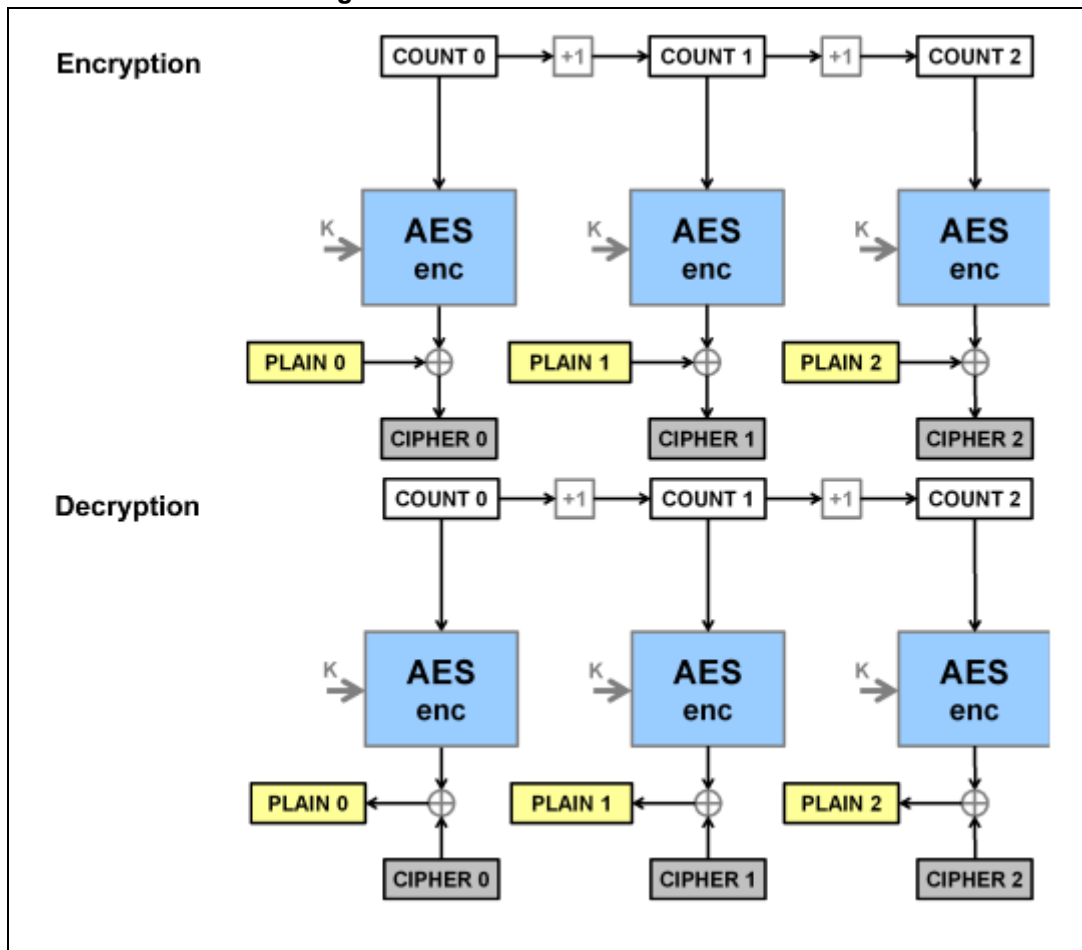 Encryption
COUNT 0 +1 COUNT 1 +1 COUNT 2
K AES enc K AES enc K AES enc
PLAIN 0 PLAIN 1 PLAIN 2
CIPHER 0 CIPHER 1 CIPHER 2
Decryption
COUNT 0 +1 COUNT 1 +1 COUNT 2
K AES enc K AES enc K AES enc
PLAIN 0 PLAIN 1 PLAIN 2
CIPHER 0 CIPHER 1 CIPHER 2